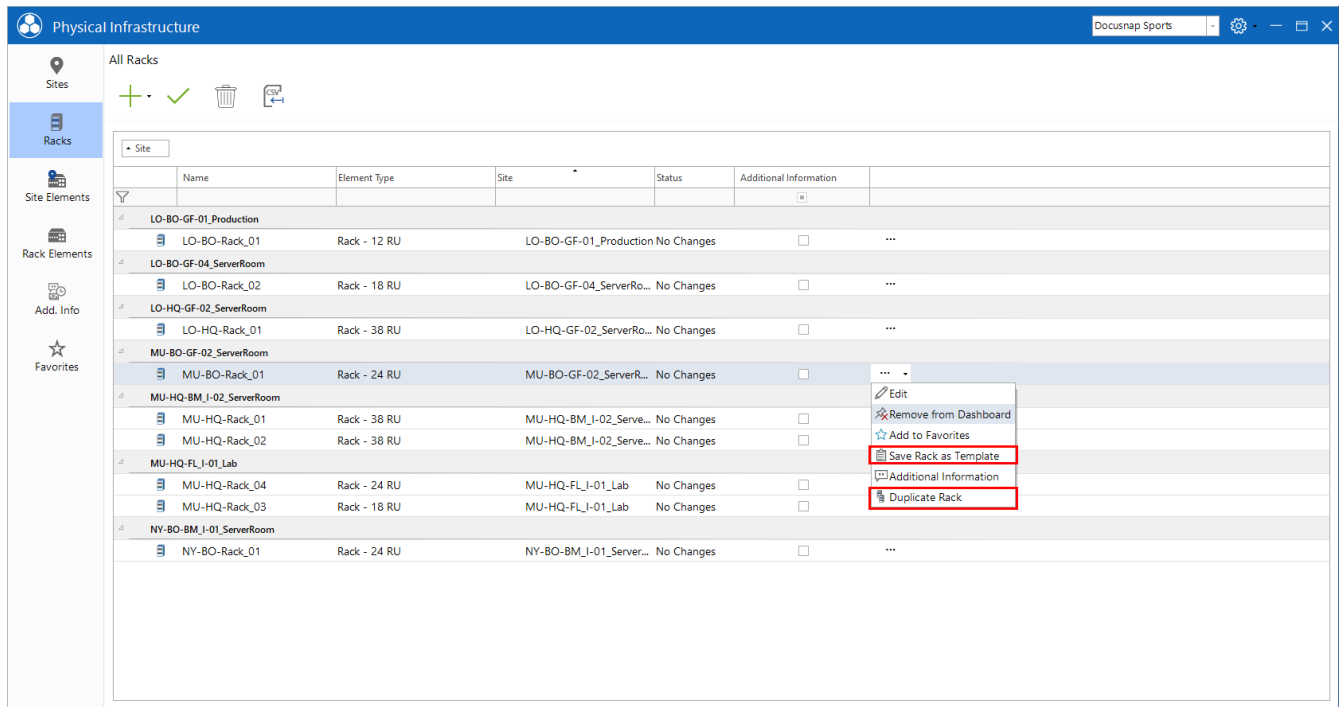 Physical Infrastructure
Docusnap Sports
Sites
Racks
Site Elements
Rack Elements
Add. Info
Favorites
All Racks
CSV
Site
Name Element Type Site Status Additional Information
LO-BO-GF-01_Production
LO-BO-Rack_01 Rack - 12 RU LO-BO-GF-01_Production No Changes ...
LO-BO-GF-04_ServerRoom
LO-BO-Rack_02 Rack - 18 RU LO-BO-GF-04_ServerRo... No Changes ...
LO-HQ-GF-02_ServerRoom
LO-HQ-Rack_01 Rack - 38 RU LO-HQ-GF-02_ServerRo... No Changes ...
MU-BO-GF-02_ServerRoom
MU-BO-Rack_01 Rack - 24 RU MU-BO-GF-02_ServerR... No Changes ...
MU-HQ-BM_I-02_ServerRoom
MU-HQ-Rack_01 Rack - 38 RU MU-HQ-BM_I-02_Serve... No Changes
MU-HQ-Rack_02 Rack - 38 RU MU-HQ-BM_I-02_Serve... No Changes
MU-HQ-FL_I-01_Lab
MU-HQ-Rack_04 Rack - 24 RU MU-HQ-FL_I-01_Lab No Changes
MU-HQ-Rack_03 Rack - 18 RU MU-HQ-FL_I-01_Lab No Changes
NY-BO-BM_I-01_ServerRoom
NY-BO-Rack_01 Rack - 24 RU NY-BO-BM_I-01_Server... No Changes ...
Edit
Remove from Dashboard
Add to Favorites
Save Rack as Template
Additional Information
Duplicate Rack